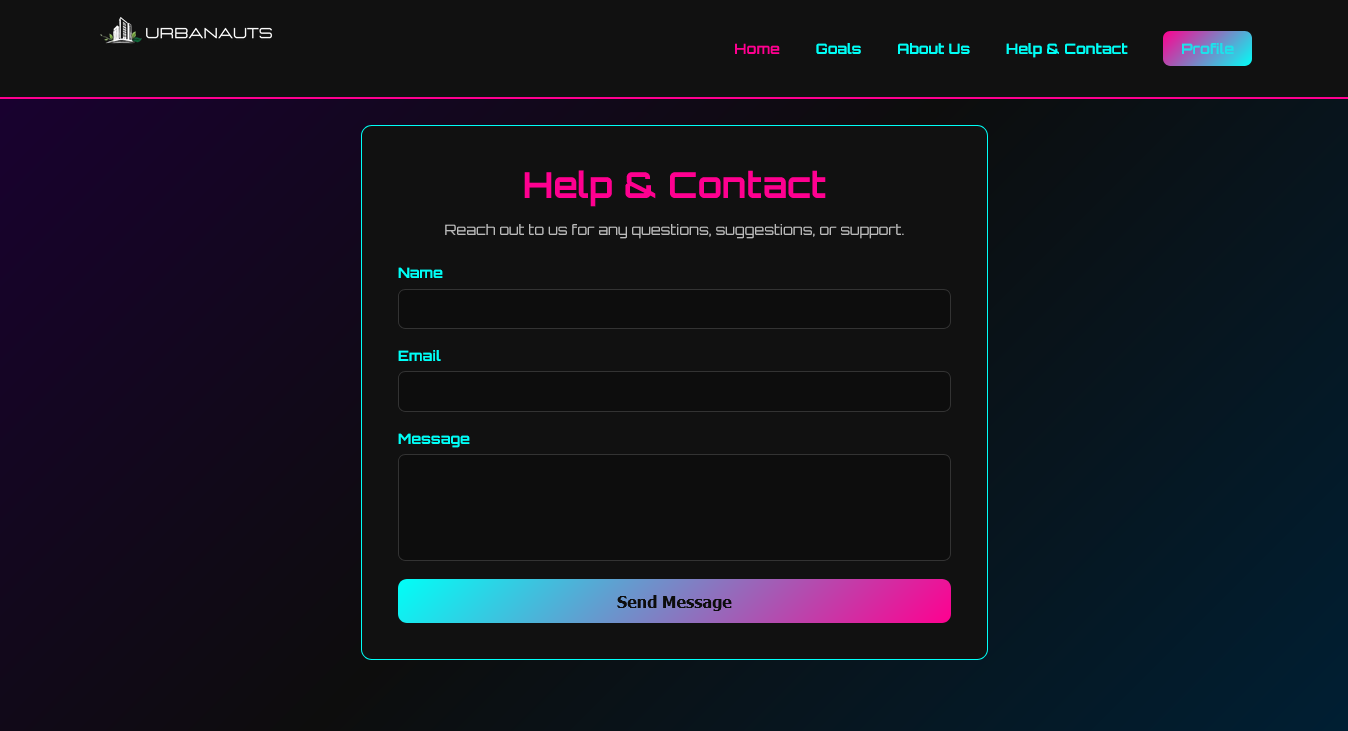 URBANAUTS
Home Goals About Us Help & Contact Profile
Help & Contact
Reach out to us for any questions, suggestions, or support.
Name
Email
Message
Send Message